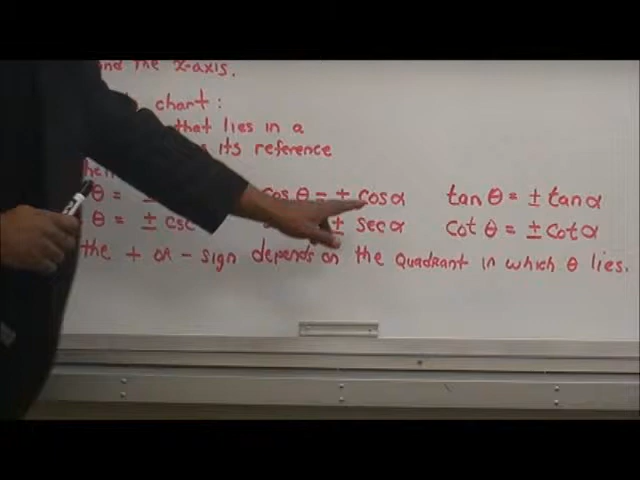 and the x-axis.
chart :
that lies in a
its reference
θ = cos θ = ± cos α tan θ = ± tan α
θ = ± csc ± sec α cot θ = ± cot α
the + or - sign depends on the quadrant in which θ lies.